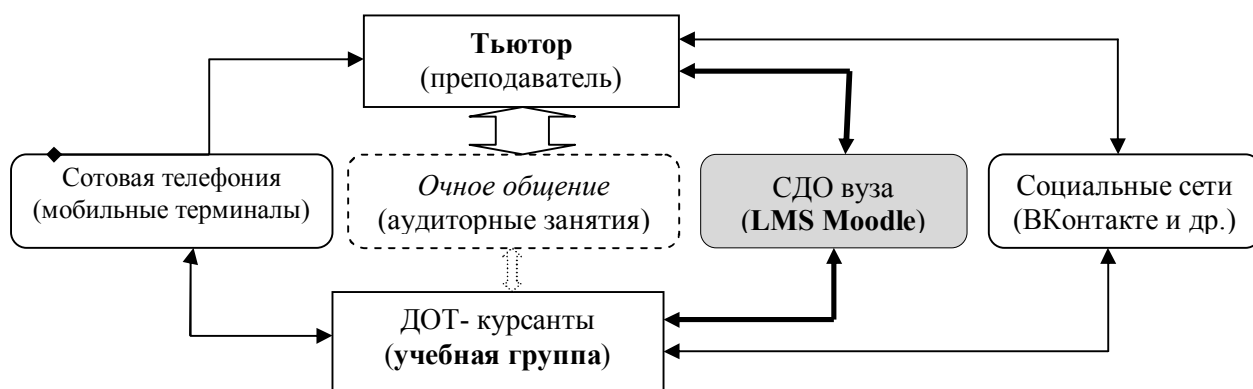 Тьютор
(преподаватель)
Сотовая телефония
(мобильные терминалы)
Очное общение
(аудиторные занятия)
СДО вуза
(LMS Moodle)
Социальные сети
(ВКонтакте и др.)
ДОТ- курсанты
(учебная группа)